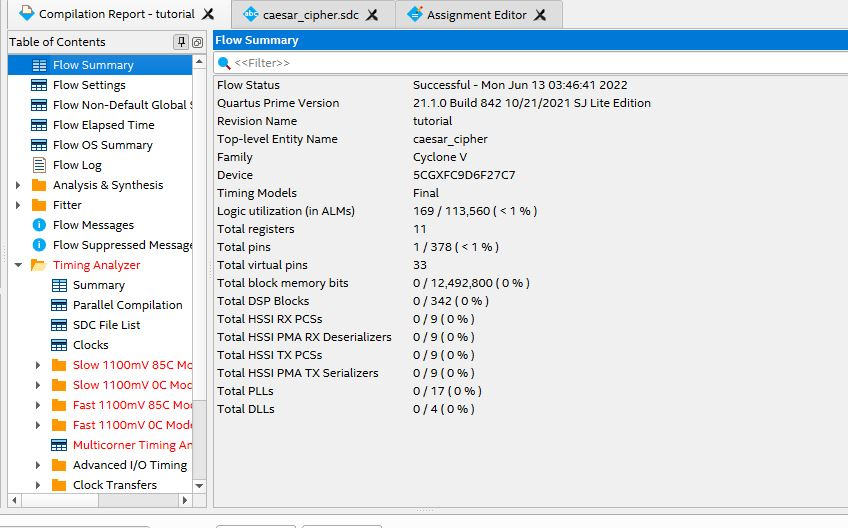 Compilation Report - tutorial
caesar_cipher.sdc
Assignment Editor
Table of Contents
Flow Summary
Flow Settings
Flow Non-Default Global S
Flow Elapsed Time
Flow OS Summary
Flow Log
Analysis & Synthesis
Fitter
Flow Messages
Flow Suppressed Message
Timing Analyzer
Summary
Parallel Compilation
SDC File List
Clocks
Slow 1100mV 85C Mo
Slow 1100mV 0C Mode
Fast 1100mV 85C Mod
Fast 1100mV 0C Mode
Multicorner Timing An
Advanced I/O Timing
Clock Transfers
Flow Summary
<<Filter>>
Flow Status Successful - Mon Jun 13 03:46:41 2022
Quartus Prime Version 21.1.0 Build 842 10/21/2021 SJ Lite Edition
Revision Name tutorial
Top-level Entity Name caesar_cipher
Family Cyclone V
Device 5CGXFC9D6F27C7
Timing Models Final
Logic utilization (in ALMs) 169 / 113,560 ( < 1 % )
Total registers 11
Total pins 1 / 378 ( < 1 % )
Total virtual pins 33
Total block memory bits 0 / 12,492,800 ( 0 % )
Total DSP Blocks 0 / 342 ( 0 % )
Total HSSI RX PCSs 0 / 9 ( 0 % )
Total HSSI PMA RX Deserializers 0 / 9 ( 0 % )
Total HSSI TX PCSs 0 / 9 ( 0 % )
Total HSSI PMA TX Serializers 0 / 9 ( 0 % )
Total PLLs 0 / 17 ( 0 % )
Total DLLs 0 / 4 ( 0 % )